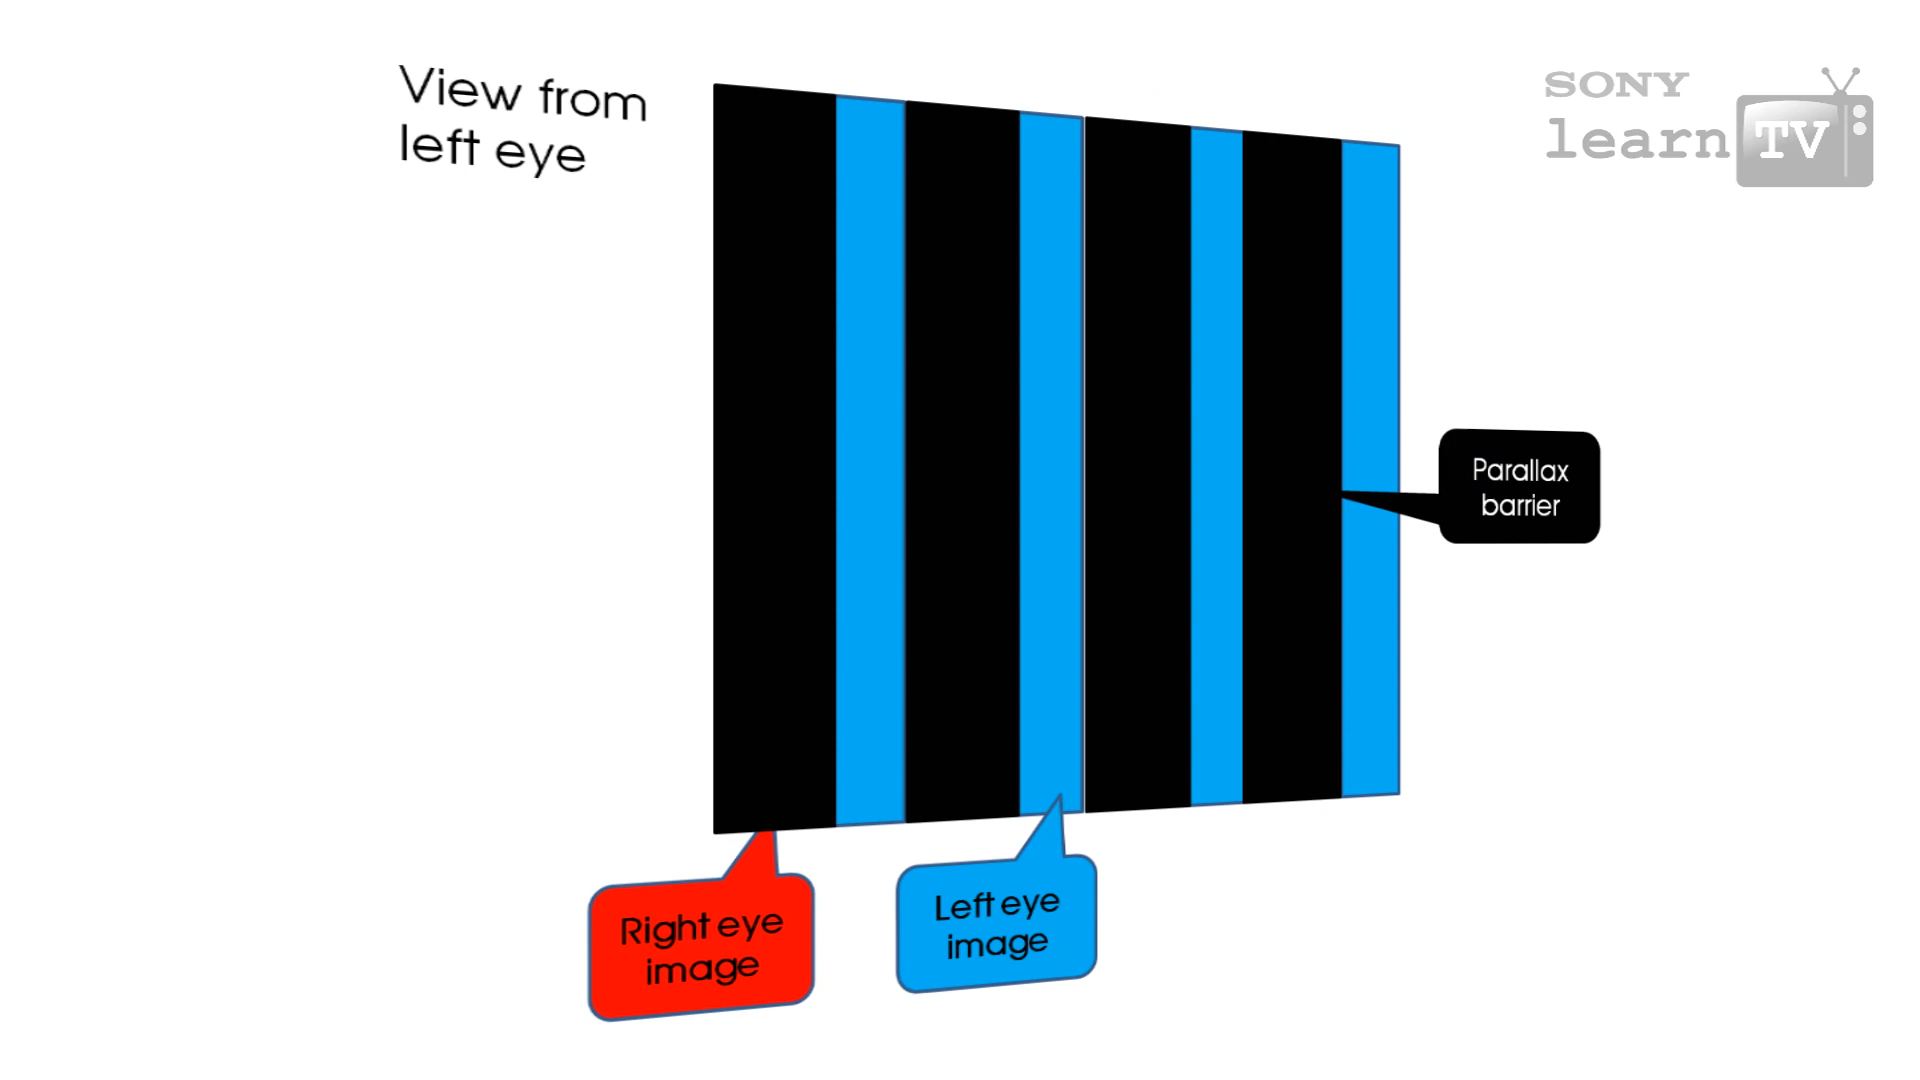 View from
left eye
SONY
learn TV
Parallax
barrier
Right eye
image
Left eye
image